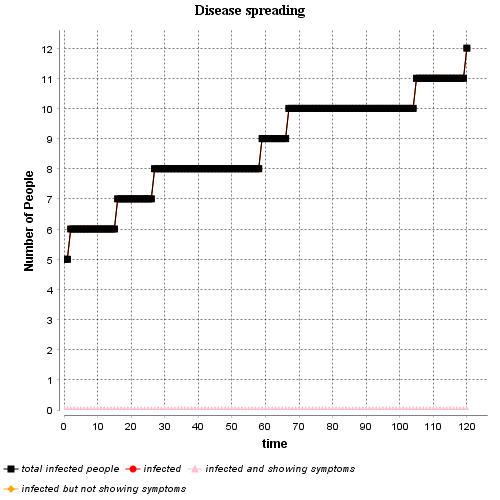 Disease spreading
12
11
10
9
8
7
6
5
4
3
2
1
0
Number of People
0 10 20 30 40 50 60 70 80 90 100 110 120
time
total infected people infected infected and showing symptoms
infected but not showing symptoms